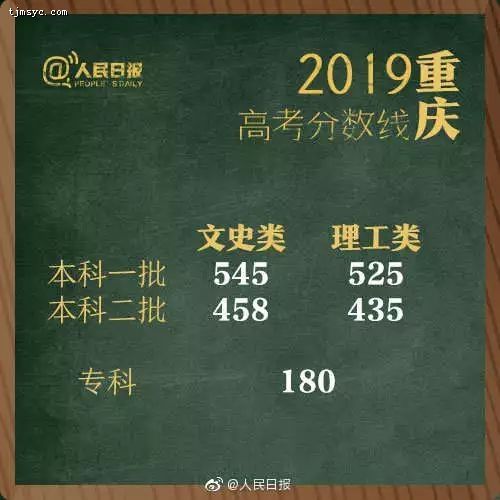 tjmsyc.com
@人民日报
PEOPLE'S DAILY
2019重庆
高考分数线
文史类 理工类
本科一批 545 525
本科二批 458 435
专科 180
@人民日报